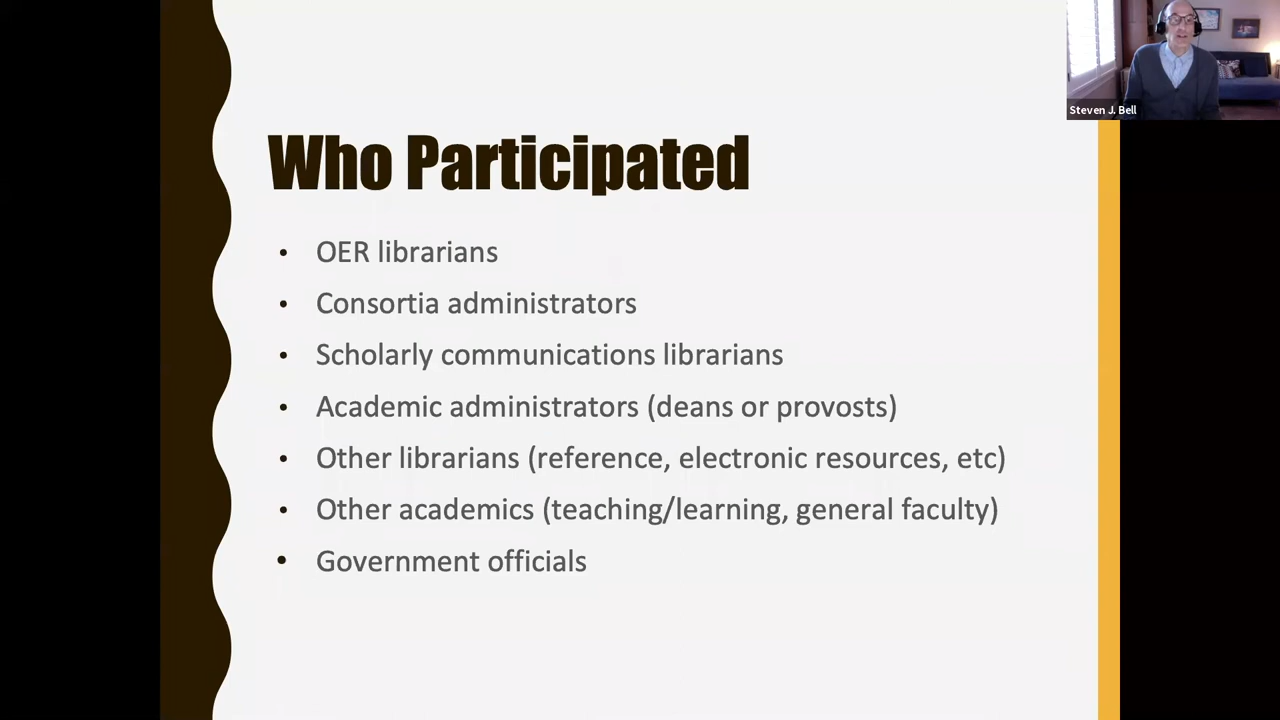 Steven J. Bell
Who Participated
• OER librarians
• Consortia administrators
• Scholarly communications librarians
• Academic administrators (deans or provosts)
• Other librarians (reference, electronic resources, etc)
• Other academics (teaching/learning, general faculty)
• Government officials